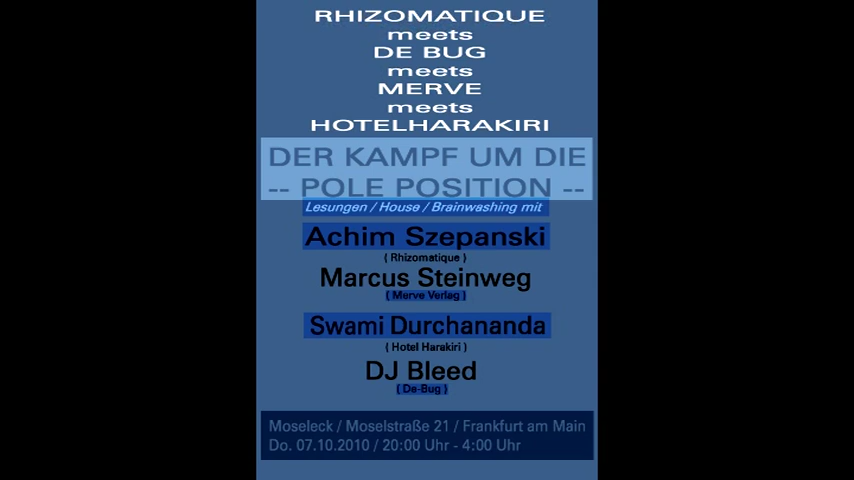 RHIZOMATIQUE
meets
DE BUG
meets
MERVE
meets
HOTELHARAKIRI
DER KAMPF UM DIE
-- POLE POSITION --
Lesungen / House / Brainwashing mit
Achim Szepanski
( Rhizomatique )
Marcus Steinweg
( Merve Verlag )
Swami Durchananda
( Hotel Harakiri )
DJ Bleed
( De-Bug )
Moseleck / Moselstraße 21 / Frankfurt am Main
Do. 07.10.2010 / 20:00 Uhr - 4:00 Uhr